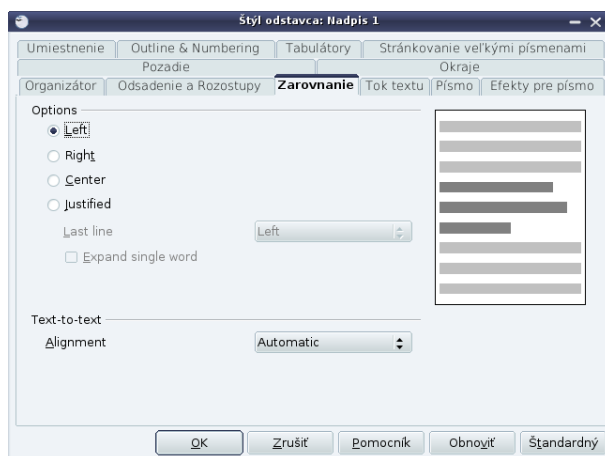 Štýl odstavca: Nadpis 1
Umiestnenie Outline & Numbering Tabulátory Stránkovanie veľkými písmenami
Pozadie Okraje
Organizátor Odsadenie a Rozostupy Zarovnanie Tok textu Písmo Efekty pre písmo
Options
Left
Right
Center
Justified
Last line Left
Expand single word
Text-to-text
Alignment Automatic
OK Zrušiť Pomocník Obnoviť Štandardný